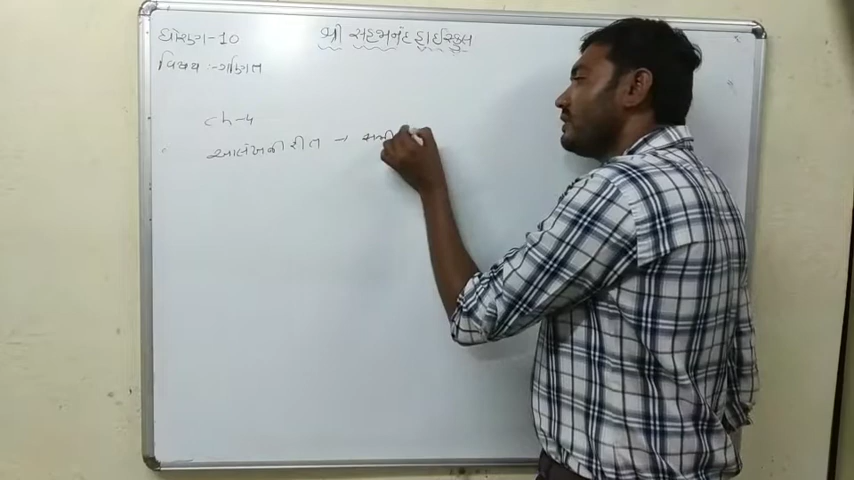 ધોરણ-10
શ્રી સહજાનંદ હાઈસ્કુલ
વિષય :- ગણિત
ch-4
આલેખની રીત →